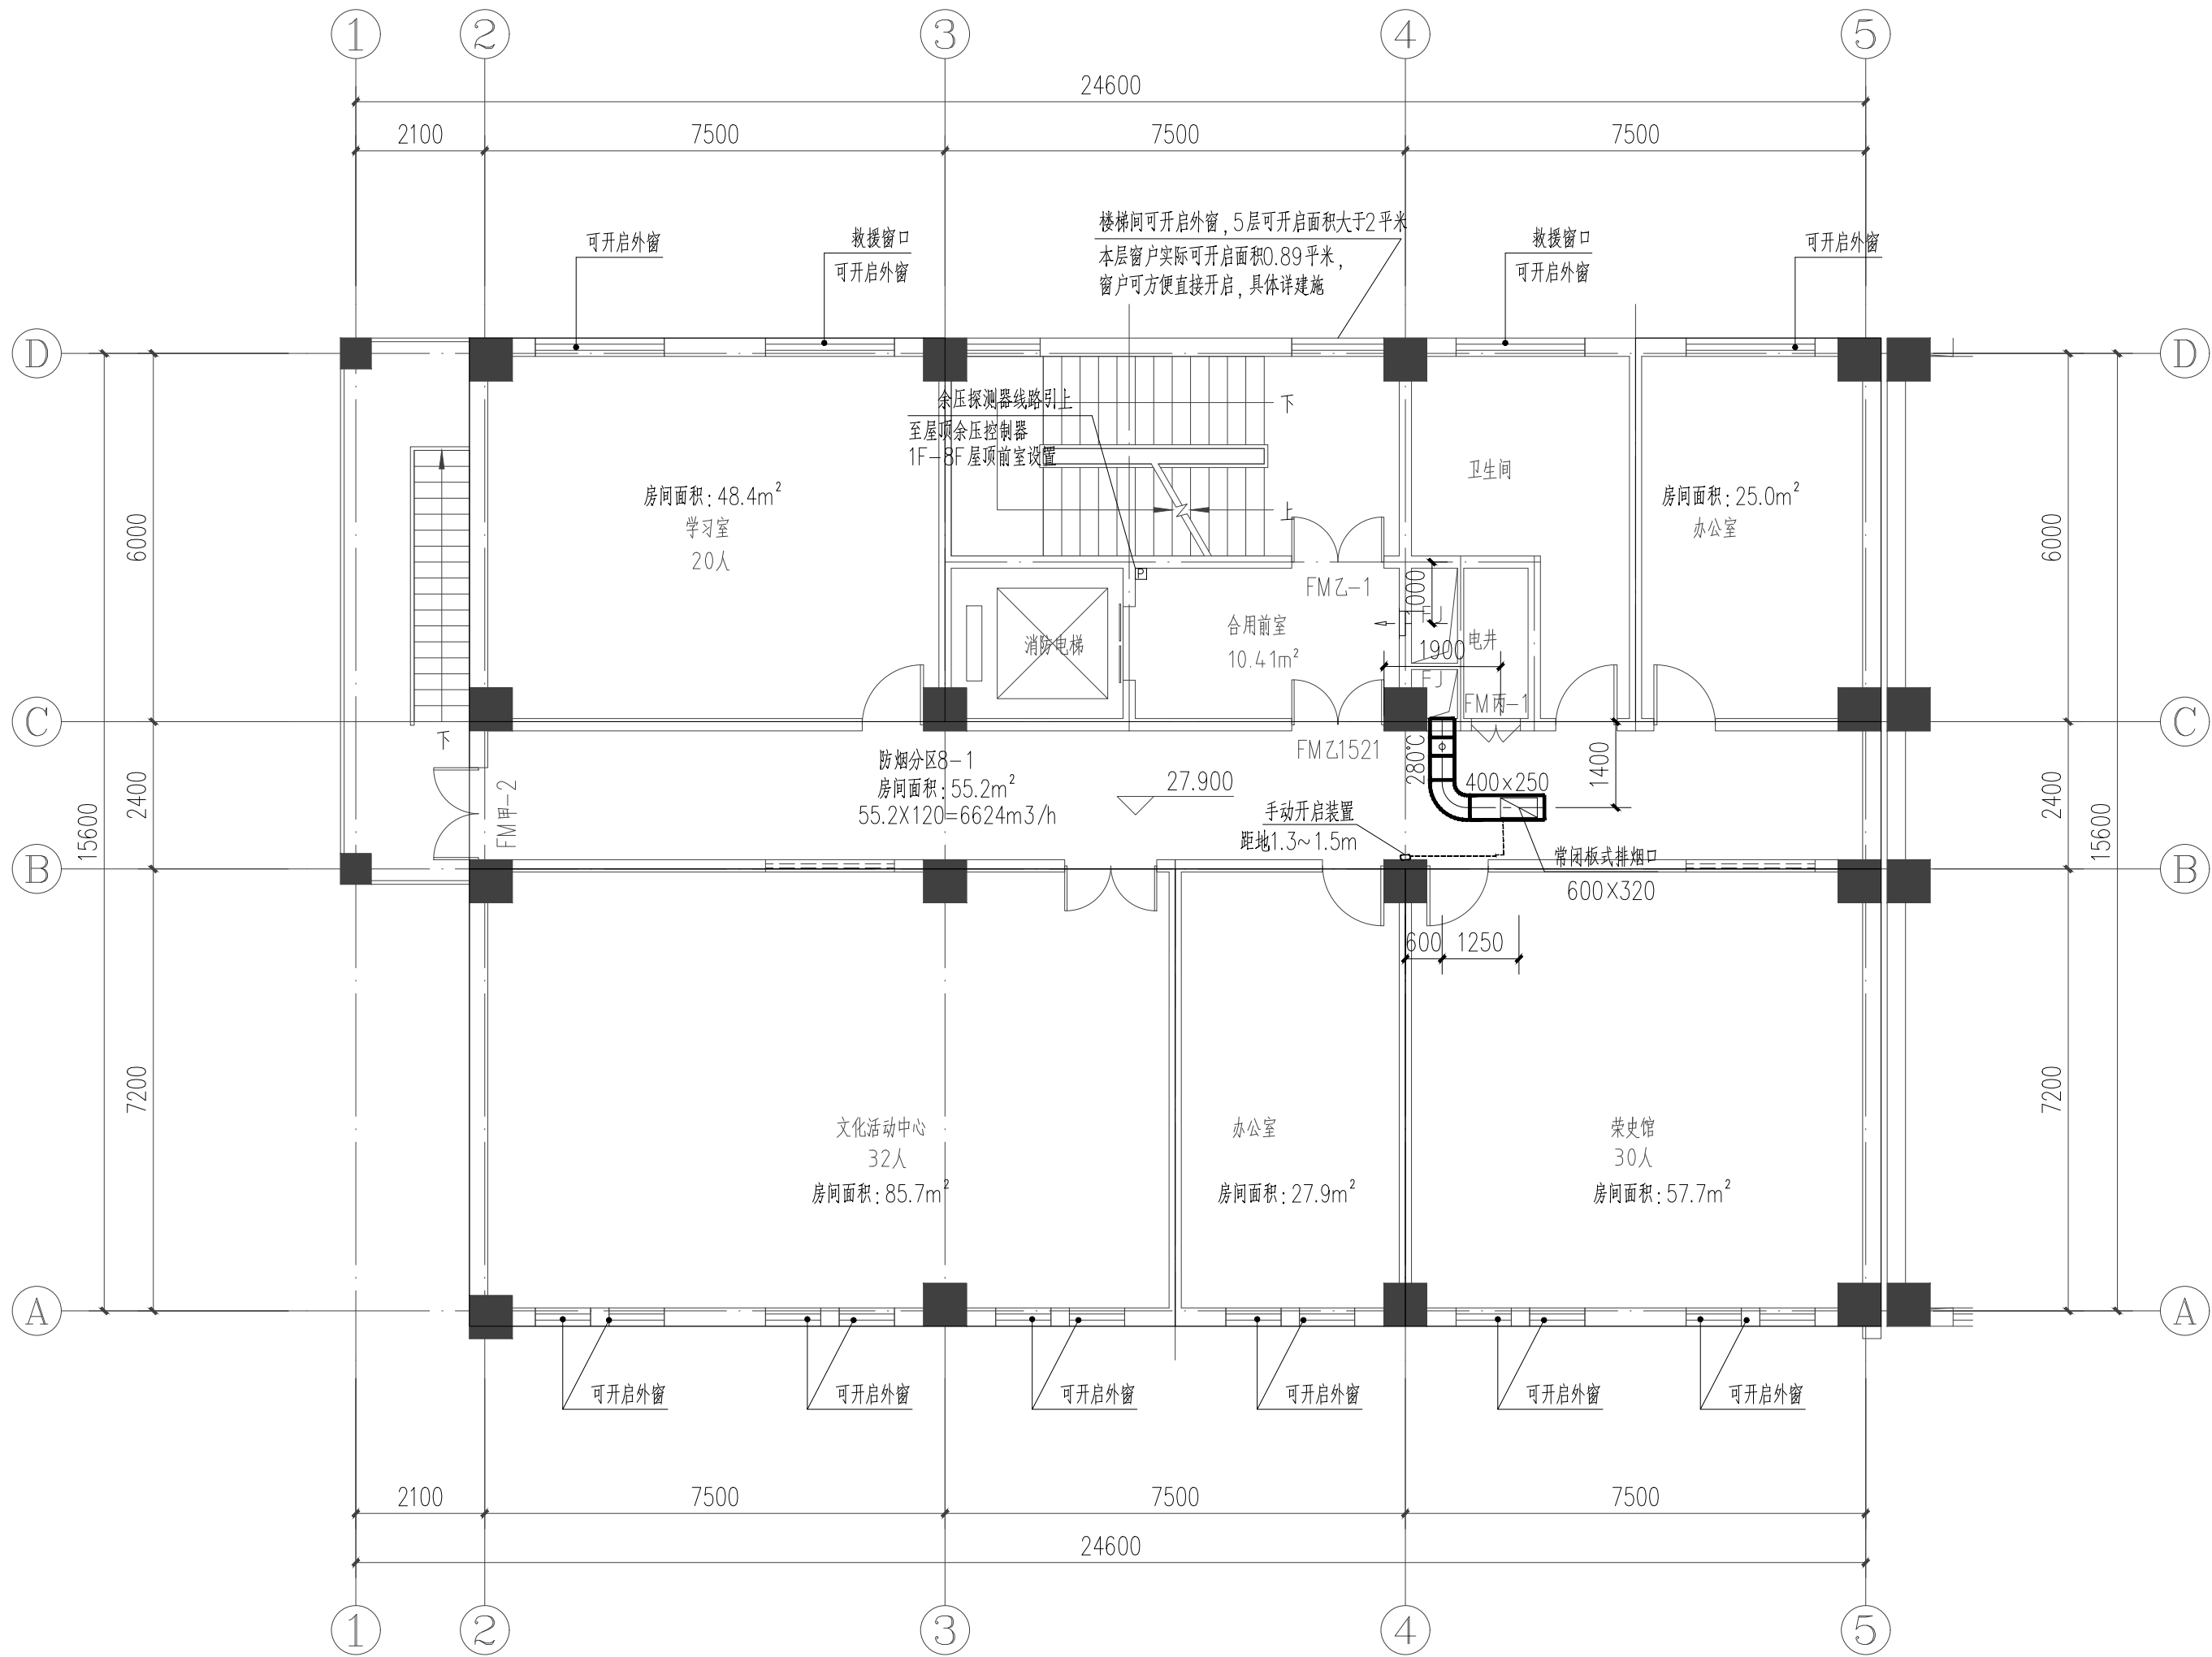 1
2
3
4
5
24600
2100
7500
7500
7500
楼梯间可开启外窗,5层可开启面积大于2平米
本层窗户实际可开启面积0.89平米,
窗户可方便直接开启,具体详建施
可开启外窗
救援窗口
可开启外窗
救援窗口
可开启外窗
可开启外窗
D
D
余压探测器线路引上
至屋顶余压控制器
1F-8F屋顶前室设置
下
上
卫生间
房间面积:48.4m²
学习室
20人
房间面积:25.0m²
办公室
6000
6000
P
FM乙-1
1000
FJ
消防电梯
合用前室
10.41m²
电井
1900
FJ
FM丙-1
C
C
下
FM乙1521
280℃
防烟分区8-1
房间面积:55.2m²
55.2X120=6624m3/h
27.900
400×250
1400
手动开启装置
距地1.3~1.5m
FM甲-2
2400
2400
15600
15600
常闭板式排烟口
600X320
B
B
600
1250
7200
7200
文化活动中心
32人
房间面积:85.7m²
办公室
房间面积:27.9m²
荣史馆
30人
房间面积:57.7m²
A
A
可开启外窗
可开启外窗
可开启外窗
可开启外窗
可开启外窗
可开启外窗
2100
7500
7500
7500
24600
1
2
3
4
5